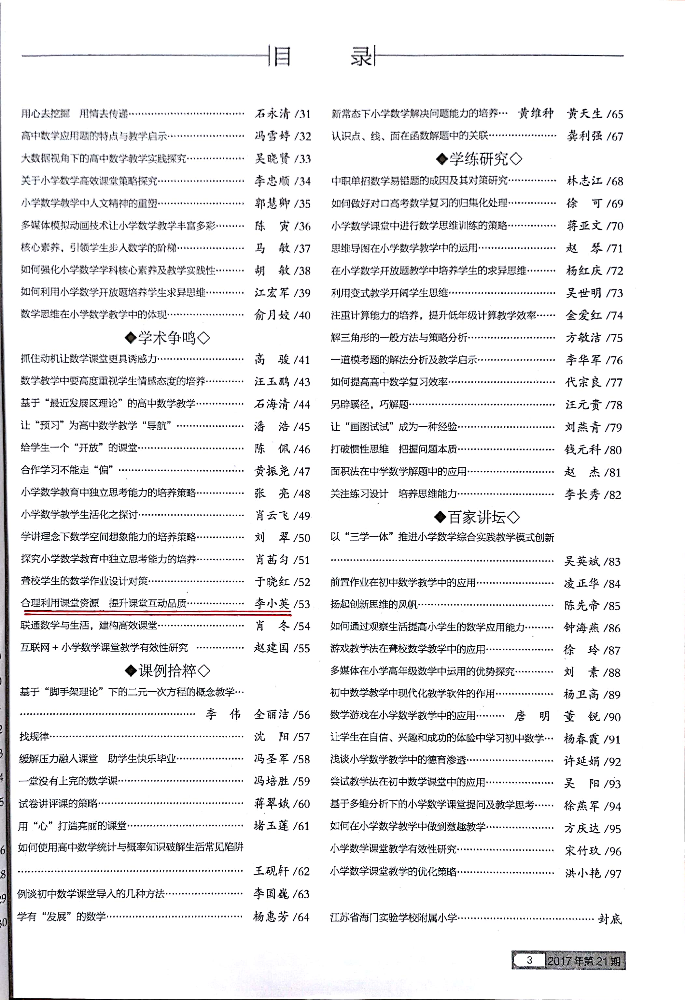 目 录
用心去挖掘 用情去传递………………………… 石永清 /31
高中数学应用题的特点与教学启示………………… 冯雪婷 /32
大数据视角下的高中数学教学实践探究…………… 吴晓贤 /33
关于小学数学高效课堂策略探究…………………… 李忠顺 /34
小学数学教学中人文精神的重塑…………………… 郭慧卿 /35
多媒体模拟动画技术让小学数学教学丰富多彩……… 陈 寅 /36
核心素养，引领学生步入数学的阶梯……………… 马 敏 /37
如何强化小学数学学科核心素养及教学实践性……… 胡 敏 /38
如何利用小学数学开放题培养学生求异思维………… 江宏军 /39
数学思维在小学数学教学中的体现………………… 俞月姣 /40
◆学术争鸣◇
抓住动机让数学课堂更具诱惑力…………………… 高 骏 /41
数学教学中要高度重视学生情感态度的培养………… 汪玉鹏 /43
基于“最近发展区理论”的高中数学教学…………… 石海清 /44
让“预习”为高中数学教学“导航” ……………… 潘 浩 /45
给学生一个“开放”的课堂………………………… 陈 佩 /46
合作学习不能走“偏” ……………………………… 黄振尧 /47
小学数学教育中独立思考能力的培养策略…………… 张 亮 /48
小学数学教学生活化之探讨………………………… 肖云飞 /49
学讲理念下数学空间想象能力的培养策略…………… 刘 翠 /50
探究小学数学教育中独立思考能力的培养…………… 肖茜匀 /51
聋校学生的数学作业设计对策……………………… 于晓红 /52
合理利用课堂资源 提升课堂互动品质…………… 李小英 /53
联通数学与生活，建构高效课堂…………………… 肖 冬 /54
互联网 + 小学数学课堂教学有效性研究 ………… 赵建国 /55
◆课例拾粹◇
基于“脚手架理论”下的二元一次方程的概念教学…
………………………………………… 李 伟 全丽洁 /56
找规律……………………………………………… 沈 阳 /57
缓解压力融入课堂 助学生快乐毕业……………… 冯圣军 /58
一堂没有上完的数学课……………………………… 冯培胜 /59
试卷讲评课的策略…………………………………… 蒋翠娥 /60
用“心”打造亮丽的课堂…………………………… 堵玉莲 /61
如何使用高中数学统计与概率知识破解生活常见陷阱
……………………………………………………… 王砚轩 /62
例谈初中数学课堂导入的几种方法………………… 李国巍 /63
学有“发展”的数学………………………………… 杨惠芳 /64
新常态下小学数学解决问题能力的培养… 黄维种 黄天生 /65
认识点、线、面在函数解题中的关联………………… 龚利强 /67
◆学练研究◇
中职单招数学易错题的成因及其对策研究…………… 林志江 /68
如何做好对口高考数学复习的归集化处理…………… 徐 可 /69
小学数学课堂中进行数学思维训练的策略…………… 蒋亚文 /70
思维导图在小学数学教学中的运用………………… 赵 琴 /71
在小学数学开放题教学中培养学生的求异思维……… 杨红庆 /72
利用变式教学开阔学生思维………………………… 吴世明 /73
注重计算能力的培养，提升低年级计算教学效率…… 金爱红 /74
解三角形的一般方法与策略分析…………………… 方敏洁 /75
一道模考题的解法分析及教学启示………………… 李华军 /76
如何提高高中数学复习效率………………………… 代宗良 /77
另辟蹊径，巧解题…………………………………… 汪元贵 /78
让“画图试试”成为一种经验……………………… 刘燕青 /79
打破惯性思维 把握问题本质……………………… 钱元科 /80
面积法在中学数学解题中的应用…………………… 赵 杰 /81
关注练习设计 培养思维能力……………………… 李长秀 /82
◆百家讲坛◇
以“三学一体”推进小学数学综合实践教学模式创新
……………………………………………………… 吴英斌 /83
前置作业在初中数学教学中的应用………………… 凌正华 /84
扬起创新思维的风帆………………………………… 陈先帝 /85
如何通过观察生活提高小学生的数学应用能力……… 钟海燕 /86
游戏教学法在聋校数学教学中的应用……………… 徐 玲 /87
多媒体在小学高年级数学中运用的优势探究………… 刘 素 /88
初中数学教学中现代化教学软件的作用…………… 杨卫高 /89
数学游戏在小学数学教学中的应用……… 唐 明 董 锐 /90
让学生在自信、兴趣和成功的体验中学习初中数学… 杨春霞 /91
浅谈小学数学教学中的德育渗透…………………… 许延娟 /92
尝试教学法在初中数学课堂中的应用……………… 吴 阳 /93
基于多维分析下的小学数学课堂提问及教学思考…… 徐燕军 /94
如何在小学数学教学中做到激趣教学……………… 方庆达 /95
小学数学课堂教学有效性研究……………………… 宋竹玖 /96
小学数学课堂教学的优化策略……………………… 洪小艳 /97
江苏省海门实验学校附属小学……………………………… 封底
3 2017 年第 21 期